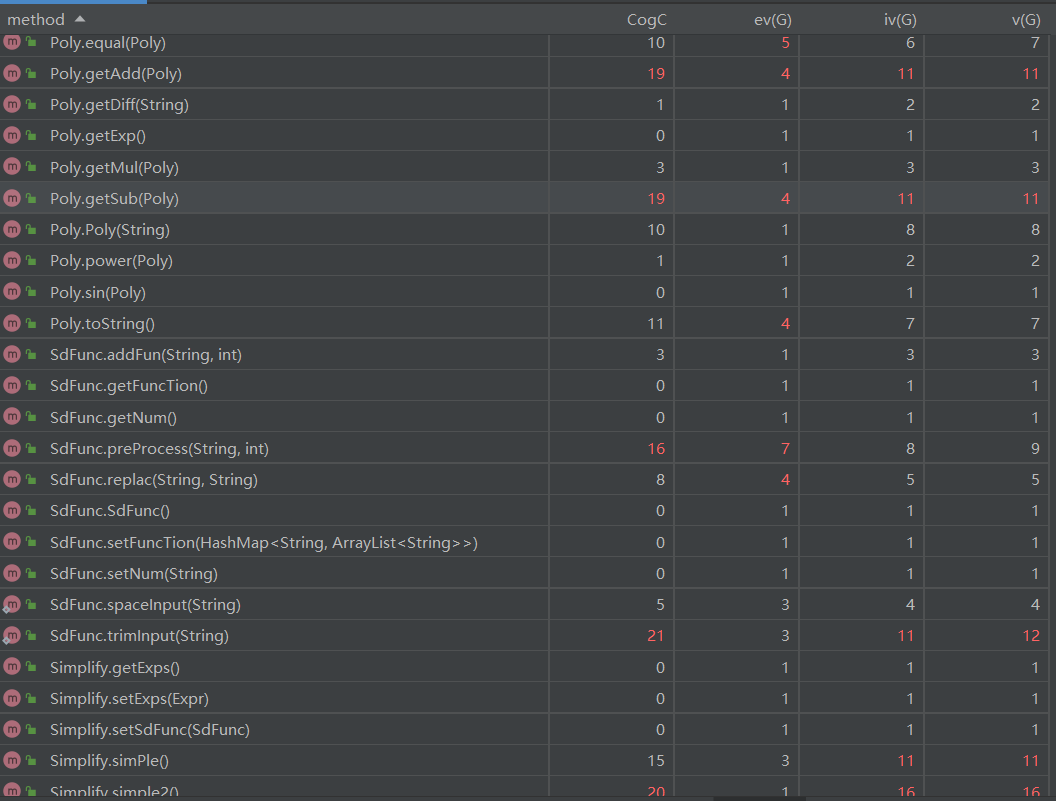 method CogC ev(G) iv(G) v(G)
m Poly.equal(Poly) 10 5 6 7
m Poly.getAdd(Poly) 19 4 11 11
m Poly.getDiff(String) 1 1 2 2
m Poly.getExp() 0 1 1 1
m Poly.getMul(Poly) 3 1 3 3
m Poly.getSub(Poly) 19 4 11 11
m Poly.Poly(String) 10 1 8 8
m Poly.power(Poly) 1 1 2 2
m Poly.sin(Poly) 0 1 1 1
m Poly.toString() 11 4 7 7
m SdFunc.addFun(String, int) 3 1 3 3
m SdFunc.getFuncTion() 0 1 1 1
m SdFunc.getNum() 0 1 1 1
m SdFunc.preProcess(String, int) 16 7 8 9
m SdFunc.replac(String, String) 8 4 5 5
m SdFunc.SdFunc() 0 1 1 1
m SdFunc.setFuncTion(HashMap<String, ArrayList<String>>) 0 1 1 1
m SdFunc.setNum(String) 0 1 1 1
m SdFunc.spaceInput(String) 5 3 4 4
m SdFunc.trimInput(String) 21 3 11 12
m Simplify.getExps() 0 1 1 1
m Simplify.setExps(Expr) 0 1 1 1
m Simplify.setSdFunc(SdFunc) 0 1 1 1
m Simplify.simPle() 15 3 11 11
m Simplify.simple2() 20 1 16 16